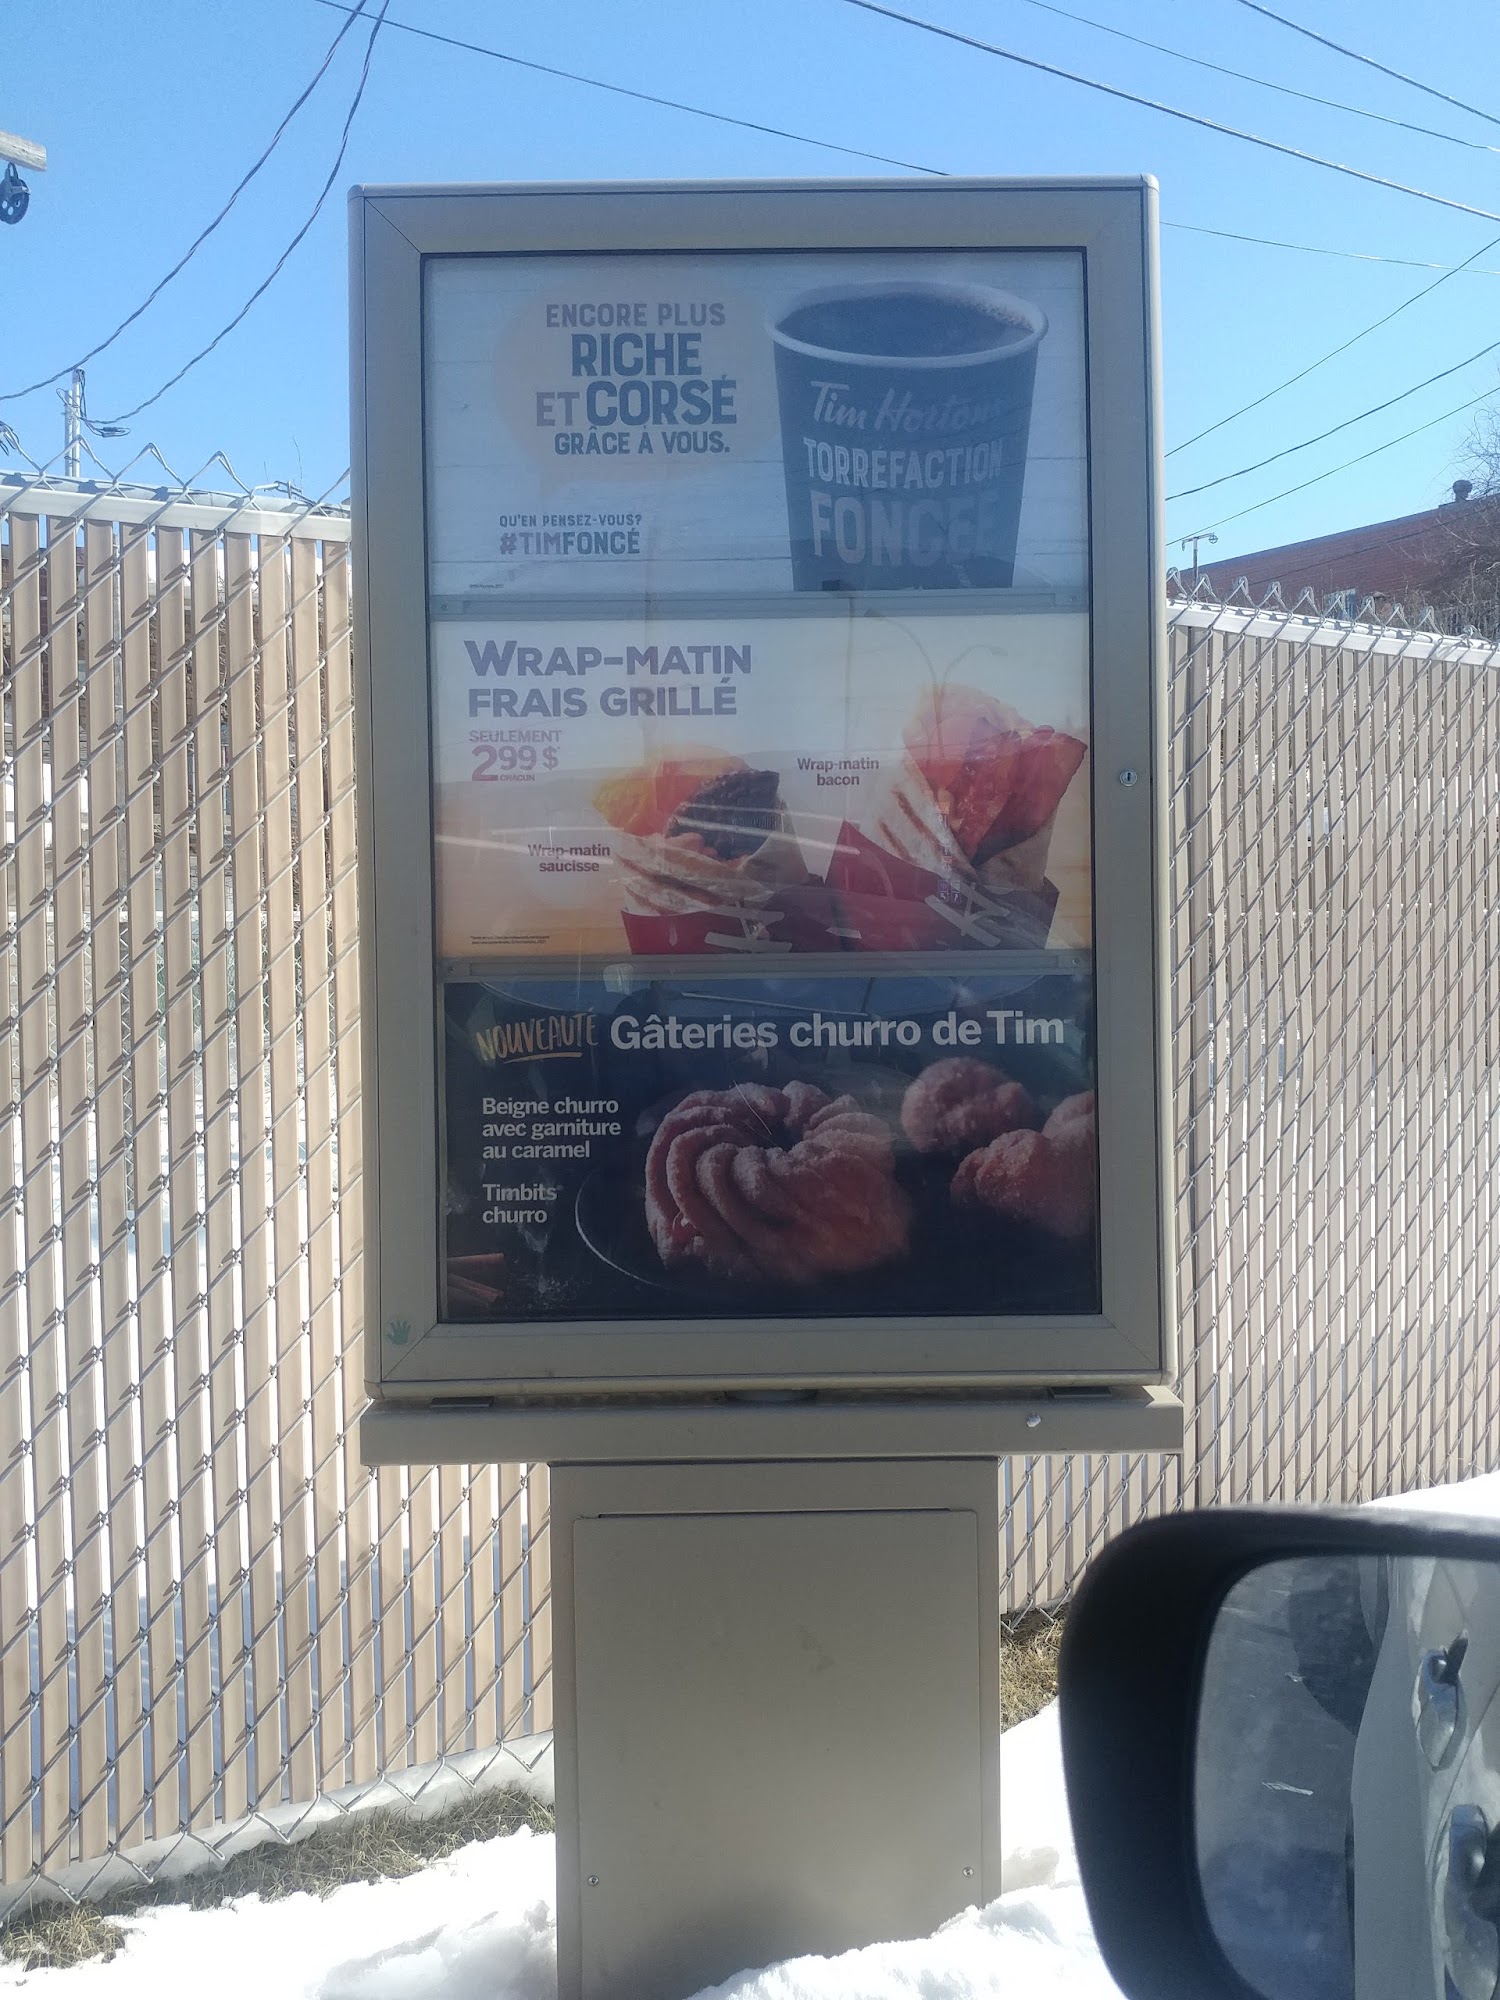 ENCORE PLUS
RICHE
ET CORSÉ
GRÂCE À VOUS.
QU'EN PENSEZ-VOUS?
#TIMFONCÉ
Tim Hortons
TORRÉFACTION
FONCÉE
WRAP-MATIN
FRAIS GRILLÉ
SEULEMENT
299 $*
CHACUN
Wrap-matin
bacon
Wrap-matin
saucisse
NOUVEAUTÉ Gâteries churro de Tim
Beigne churro
avec garniture
au caramel
Timbits®
churro